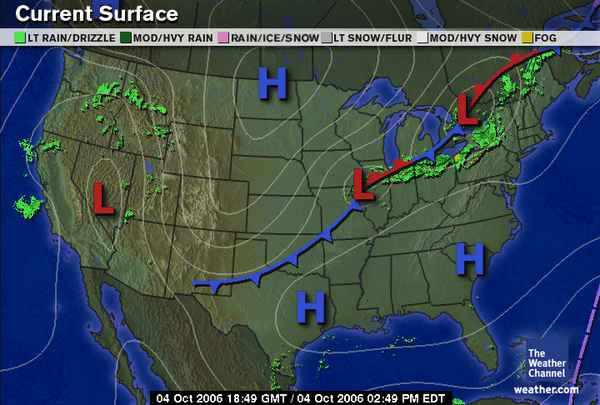 Current Surface
LT RAIN/DRIZZLE MOD/HVY RAIN RAIN/ICE/SNOW LT SNOW/FLUR MOD/HVY SNOW FOG
H
L
L
L
H
H
The
Weather
Channel
weather.com
04 Oct 2006 18:49 GMT / 04 Oct 2006 02:49 PM EDT